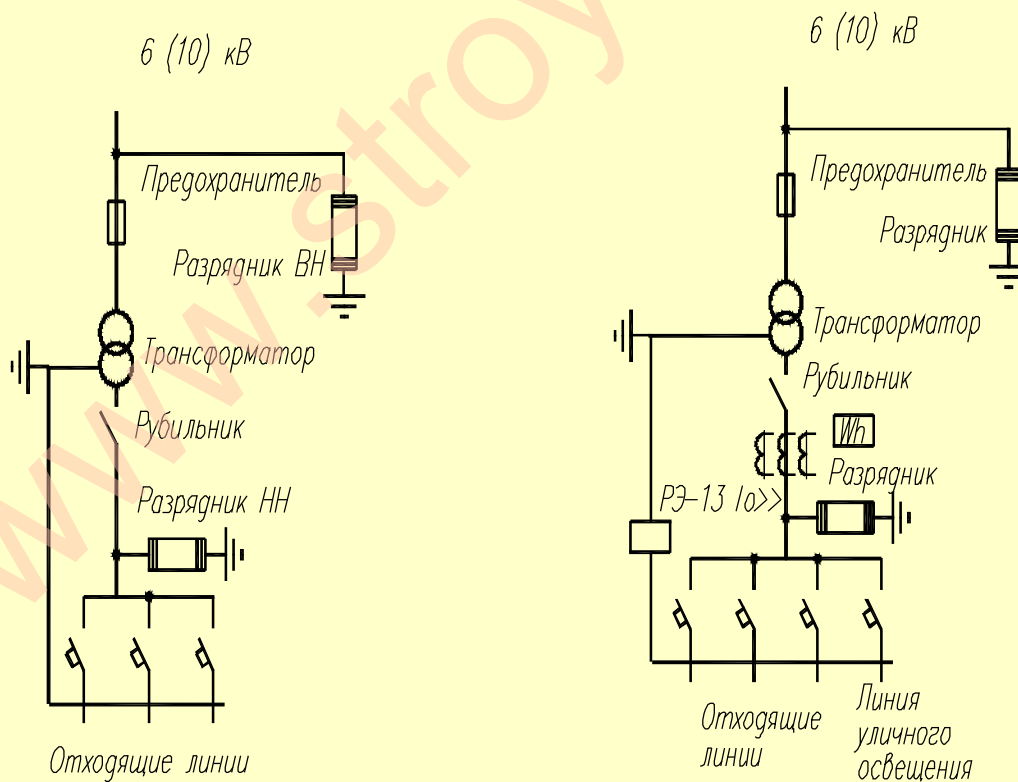 6 (10) кВ
Предохранитель
Разрядник ВН
Трансформатор
Рубильник
Разрядник НН
Отходящие линии
6 (10) кВ
Предохранитель
Разрядник
Трансформатор
Рубильник
Wh
Разрядник
РЭ-13 Io>>
Отходящие
линии
Линия
уличного
освещения
www.stroy